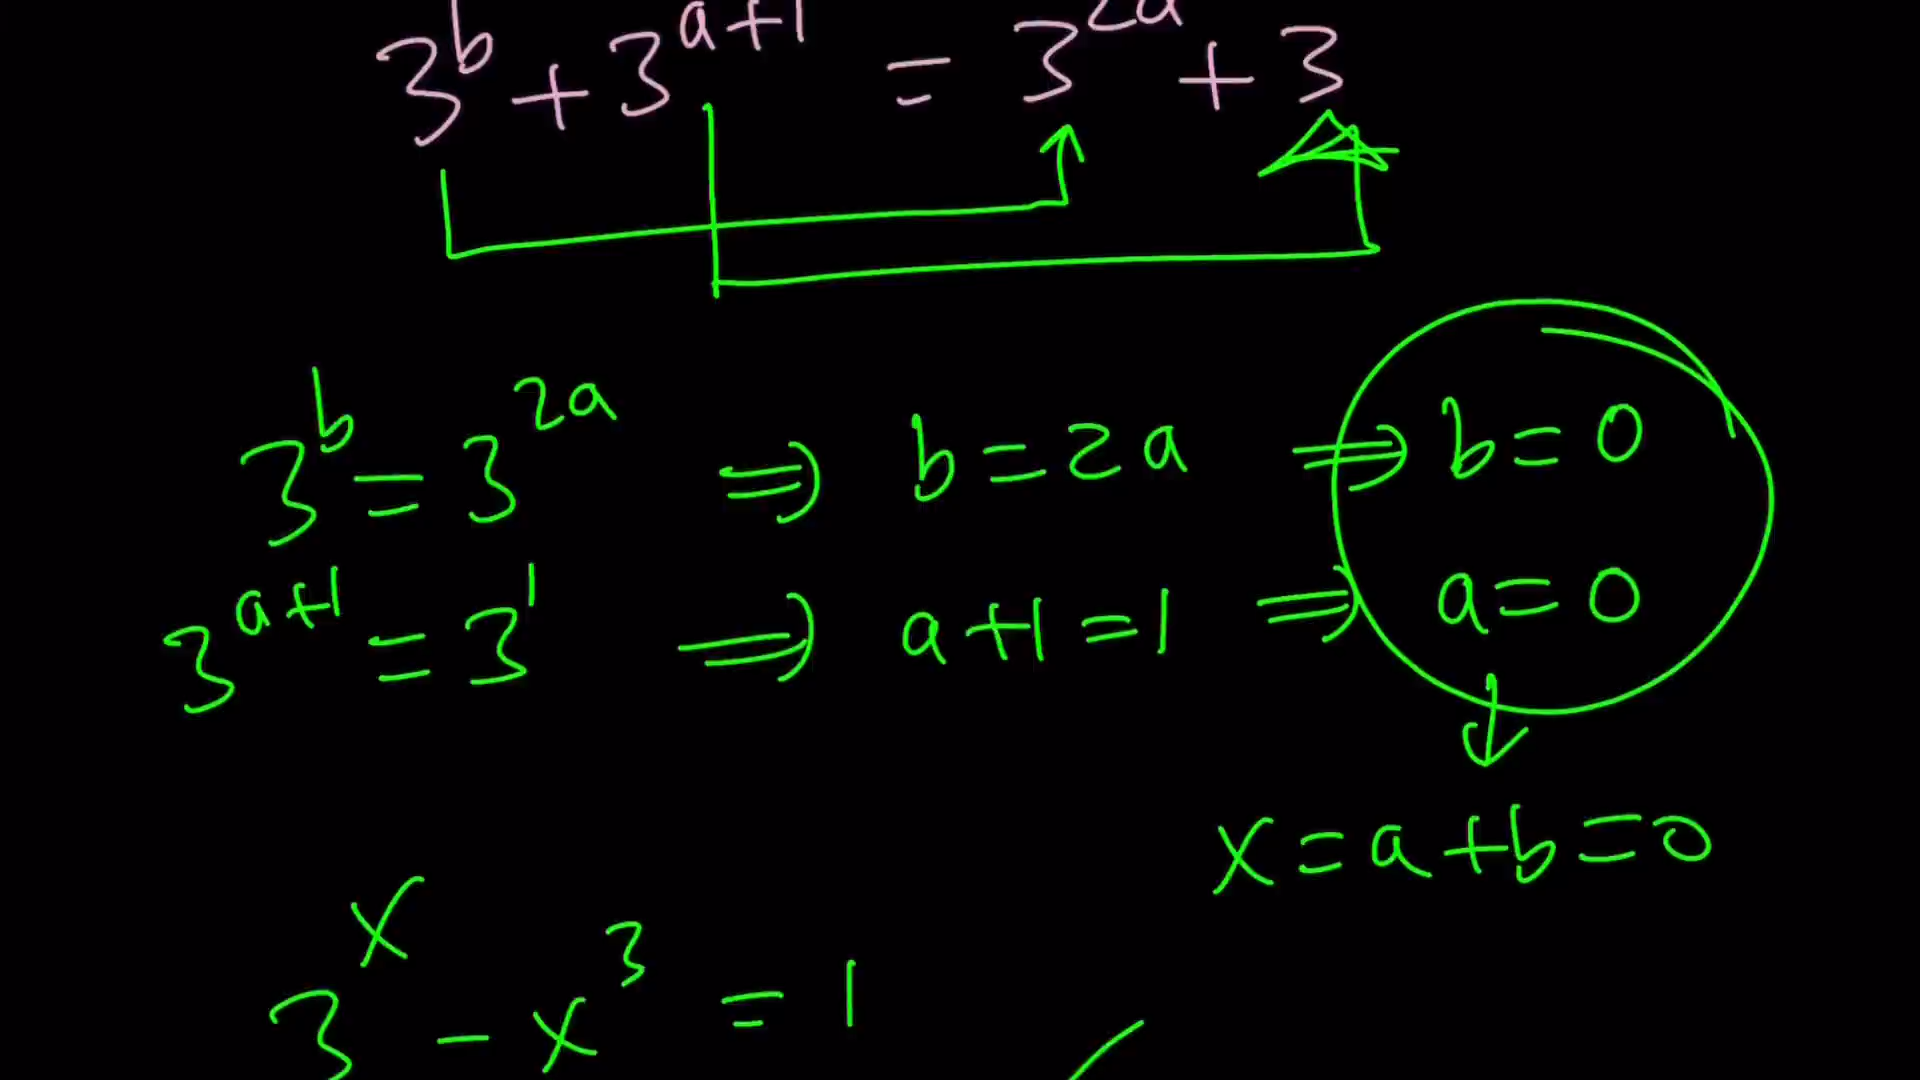 3^b + 3^{a+1} = 3^{2a} + 3
3^b = 3^{2a} ⇒ b = 2a ⇒ b = 0
3^{a+1} = 3^1 ⇒ a + 1 = 1 ⇒ a = 0
x = a + b = 0
3^x - x^3 = 1